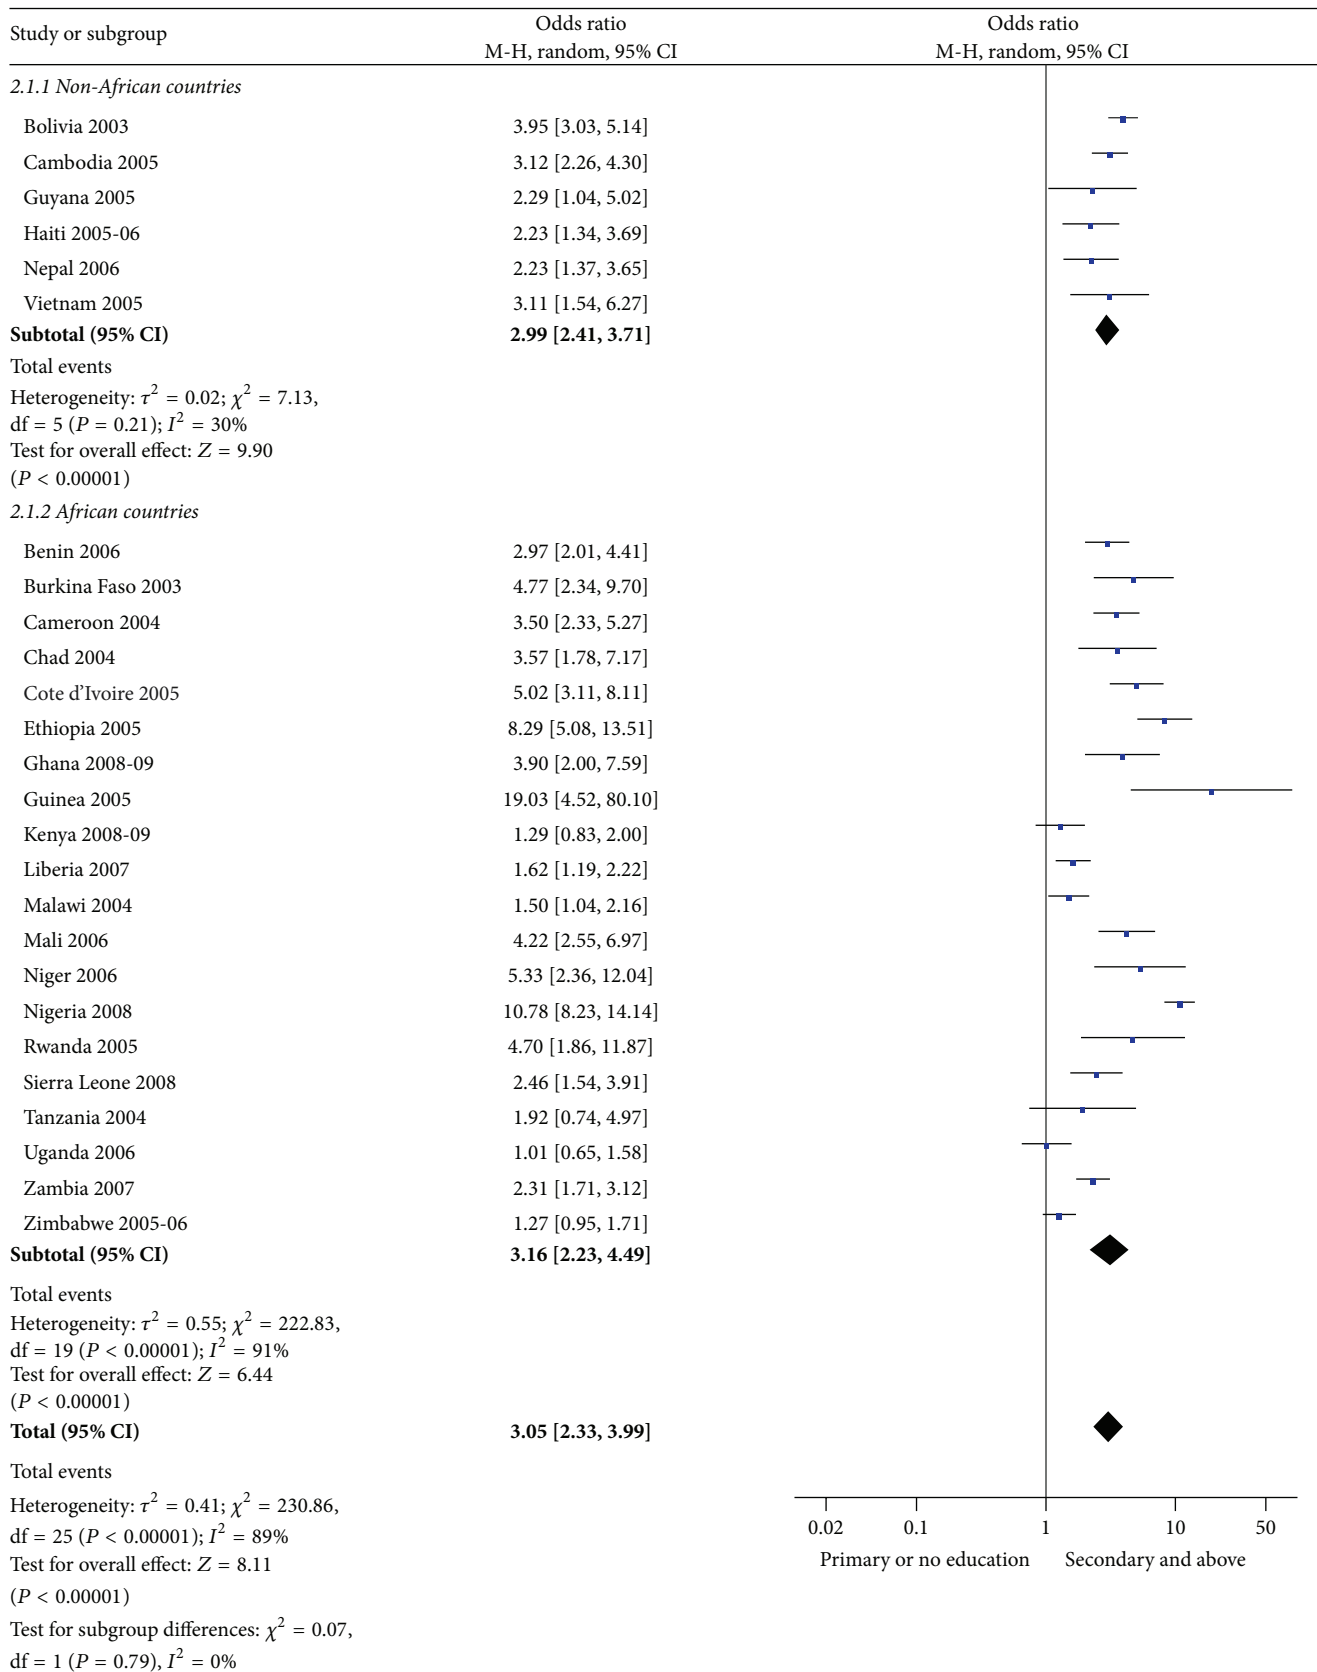 Study or subgroup
Odds ratio
M-H, random, 95% CI
Odds ratio
M-H, random, 95% CI
2.1.1 Non-African countries
Bolivia 2003 3.95 [3.03, 5.14]
Cambodia 2005 3.12 [2.26, 4.30]
Guyana 2005 2.29 [1.04, 5.02]
Haiti 2005-06 2.23 [1.34, 3.69]
Nepal 2006 2.23 [1.37, 3.65]
Vietnam 2005 3.11 [1.54, 6.27]
Subtotal (95% CI) 2.99 [2.41, 3.71]
Total events
Heterogeneity: τ² = 0.02; χ² = 7.13,
df = 5 (P = 0.21); I² = 30%
Test for overall effect: Z = 9.90
(P < 0.00001)
2.1.2 African countries
Benin 2006 2.97 [2.01, 4.41]
Burkina Faso 2003 4.77 [2.34, 9.70]
Cameroon 2004 3.50 [2.33, 5.27]
Chad 2004 3.57 [1.78, 7.17]
Cote d'Ivoire 2005 5.02 [3.11, 8.11]
Ethiopia 2005 8.29 [5.08, 13.51]
Ghana 2008-09 3.90 [2.00, 7.59]
Guinea 2005 19.03 [4.52, 80.10]
Kenya 2008-09 1.29 [0.83, 2.00]
Liberia 2007 1.62 [1.19, 2.22]
Malawi 2004 1.50 [1.04, 2.16]
Mali 2006 4.22 [2.55, 6.97]
Niger 2006 5.33 [2.36, 12.04]
Nigeria 2008 10.78 [8.23, 14.14]
Rwanda 2005 4.70 [1.86, 11.87]
Sierra Leone 2008 2.46 [1.54, 3.91]
Tanzania 2004 1.92 [0.74, 4.97]
Uganda 2006 1.01 [0.65, 1.58]
Zambia 2007 2.31 [1.71, 3.12]
Zimbabwe 2005-06 1.27 [0.95, 1.71]
Subtotal (95% CI) 3.16 [2.23, 4.49]
Total events
Heterogeneity: τ² = 0.55; χ² = 222.83,
df = 19 (P < 0.00001); I² = 91%
Test for overall effect: Z = 6.44
(P < 0.00001)
Total (95% CI) 3.05 [2.33, 3.99]
Total events
Heterogeneity: τ² = 0.41; χ² = 230.86,
df = 25 (P < 0.00001); I² = 89%
Test for overall effect: Z = 8.11
(P < 0.00001)
Test for subgroup differences: χ² = 0.07,
df = 1 (P = 0.79), I² = 0%
0.02 0.1 1 10 50
Primary or no education Secondary and above